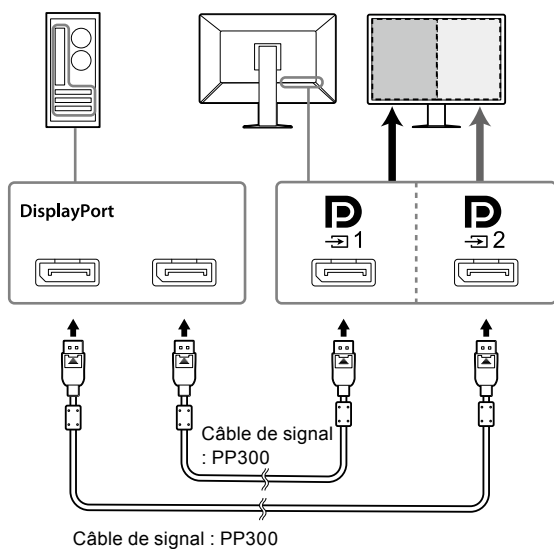 DisplayPort
1
2
Câble de signal
: PP300
Câble de signal : PP300